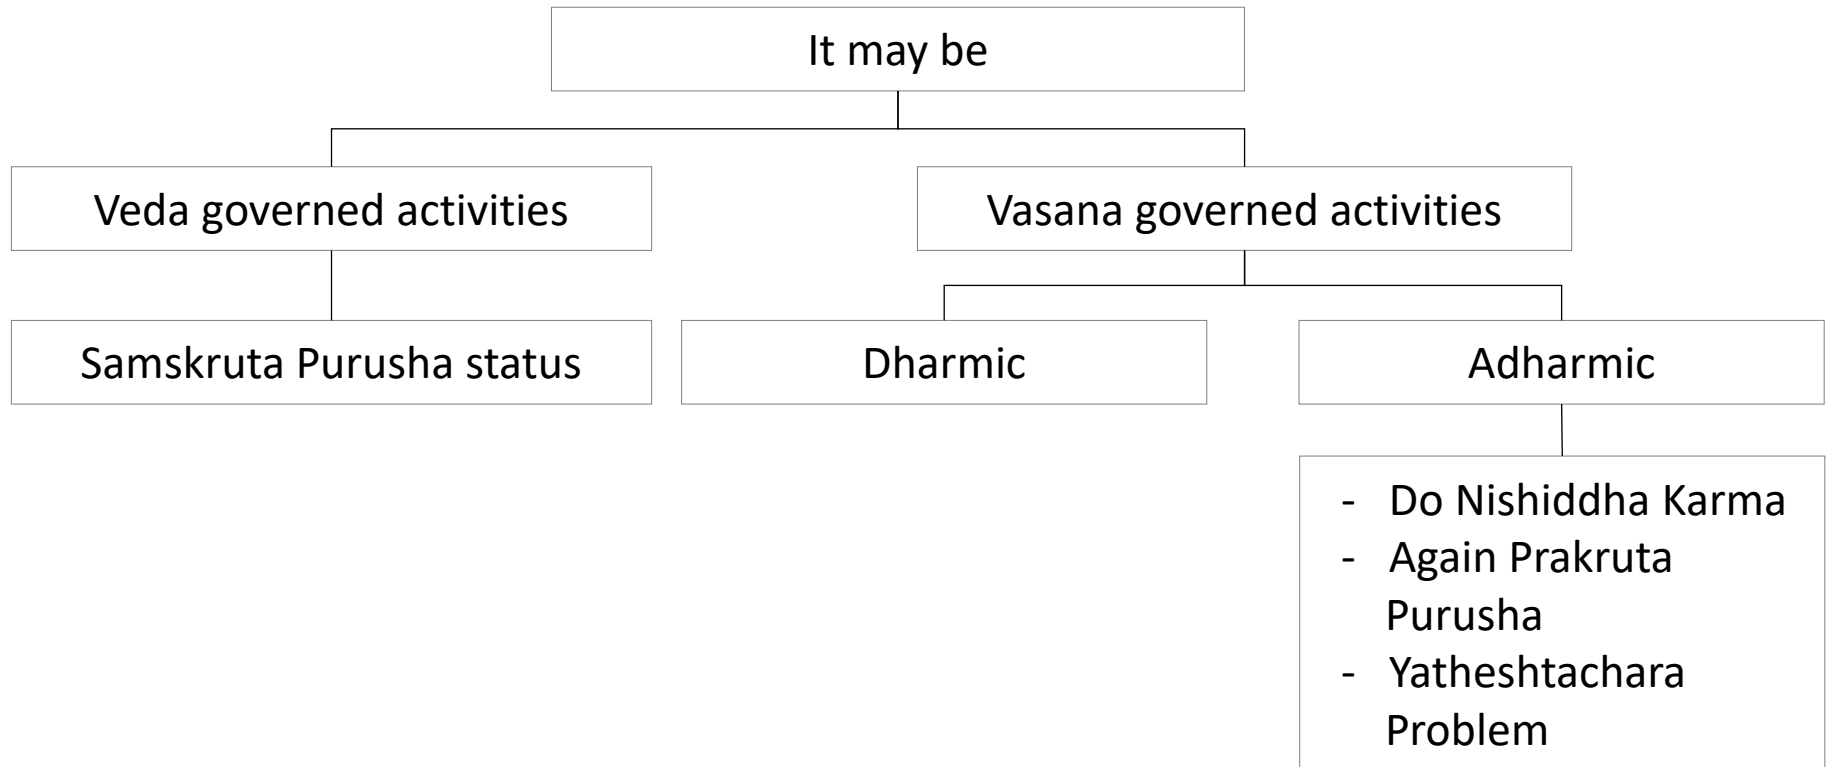 It may be
Veda governed activities
Vasana governed activities
Samskruta Purusha status
Dharmic
Adharmic
- Do Nishiddha Karma
- Again Prakruta
Purusha
- Yatheshtachara
Problem